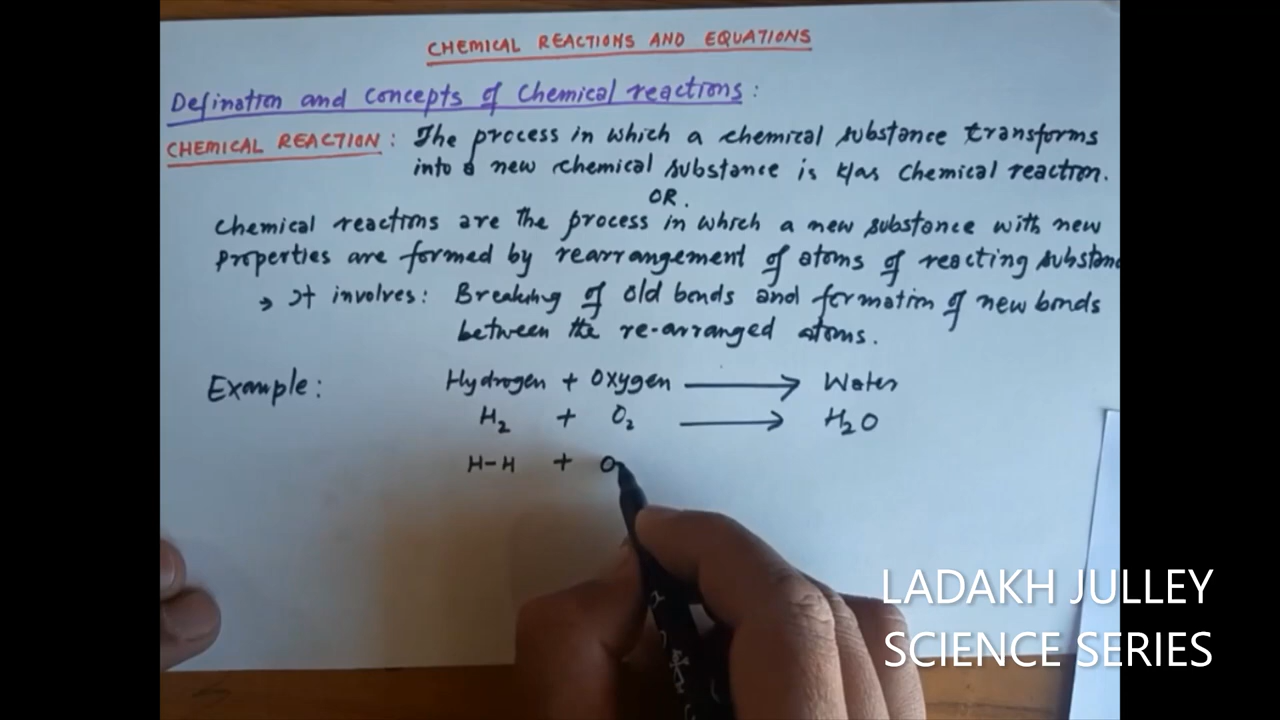 CHEMICAL REACTIONS AND EQUATIONS
Defination and concepts of Chemical reactions :
CHEMICAL REACTION : The process in which a chemical substance transforms
into a new chemical substance is k/as Chemical reaction.
OR.
Chemical reactions are the process in which a new substance with new
properties are formed by rearrangement of atoms of reacting substanc
→ It involves : Breaking of old bonds and formation of new bonds
between the re-arranged atoms.
Example : Hydrogen + Oxygen → Water
H₂ + O₂ → H₂O
H-H + O
LADAKH JULLEY
SCIENCE SERIES